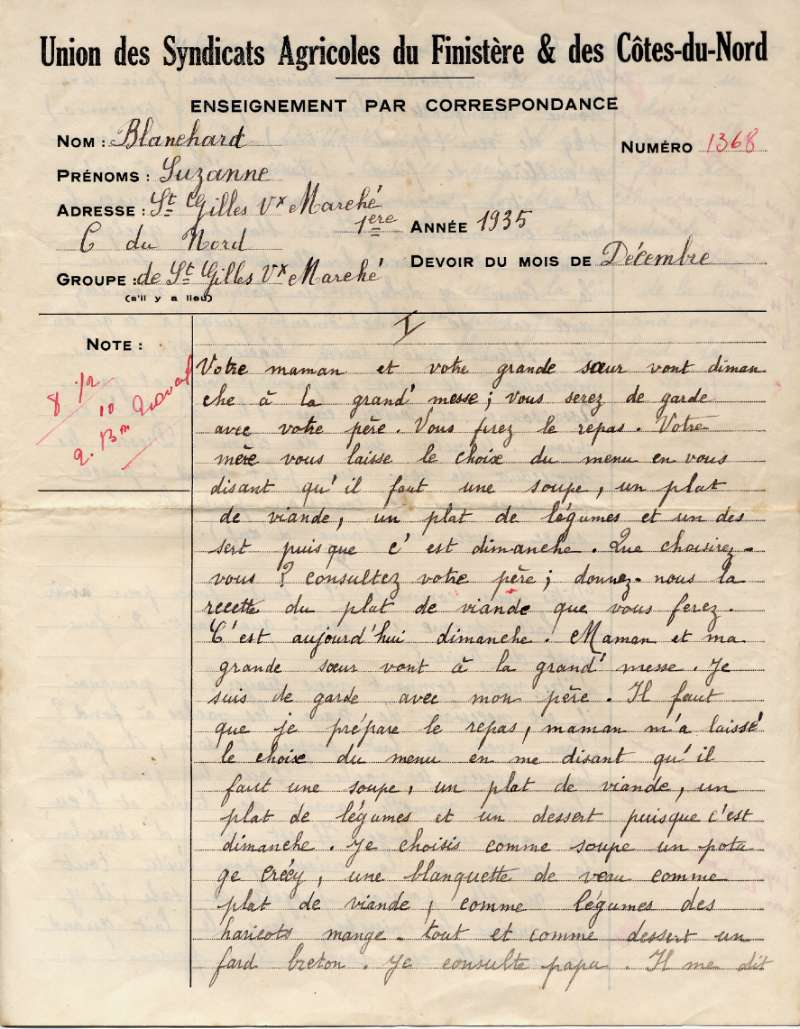 Union des Syndicats Agricoles du Finistère & des Côtes-du-Nord
ENSEIGNEMENT PAR CORRESPONDANCE
NOM : Blanchard
NUMÉRO 1368
PRÉNOMS : Suzanne
ADRESSE : St Gilles Vx Marché
C du Nord
1ère ANNÉE 1935
DEVOIR DU MOIS DE Décembre
GROUPE : de St Gilles Vx Marché
(s'il y a lieu)
NOTE :
8 1/2
10
I
Votre maman et votre grande sœur vont diman
che à la grand' messe ; vous serez de garde
avec votre père. Vous ferez le repas. Votre
mère vous laisse le choix du menu en vous
disant qu'il faut une soupe, un plat
de viande, un plat de légumes et un des
sert puisque c'est dimanche. Que choisirez-
vous ? consultez votre père ; donnez-nous la
recette du plat de viande que vous ferez.
C'est aujourd'hui dimanche. Maman et ma
grande sœur vont à la grand' messe. Je
suis de garde avec mon père. Il faut
que je prépare le repas, maman m'a laissé
le choix du menu en me disant qu'il
faut une soupe, un plat de viande, un
plat de légumes et un dessert puisque c'est
dimanche. Je choisis comme soupe un pota
ge crécy, une blanquette de veau comme
plat de viande, comme légumes des
haricots mange-tout et comme dessert un
fard breton. Je consulte papa. Il me dit